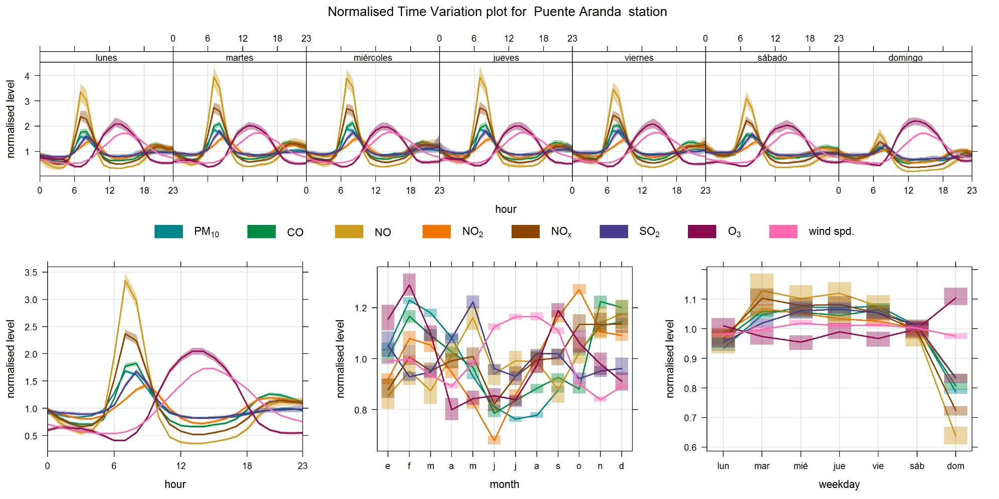 Normalised Time Variation plot for Puente Aranda station
0 6 12 18 23 0 6 12 18 23 0 6 12 18 23
lunes martes miércoles jueves viernes sábado domingo
normalised level
4
3
2
1
0 6 12 18 23 0 6 12 18 23 0 6 12 18 23 0 6 12 18 23
hour
PM10 CO NO NO2 NOx SO2 O3 wind spd.
normalised level
3.5
3.0
2.5
2.0
1.5
1.0
0.5
0 6 12 18 23
hour
normalised level
1.2
1.0
0.8
e f m a m j j a s o n d
month
normalised level
1.1
1.0
0.9
0.8
0.7
0.6
lun mar mié jue vie sáb dom
weekday